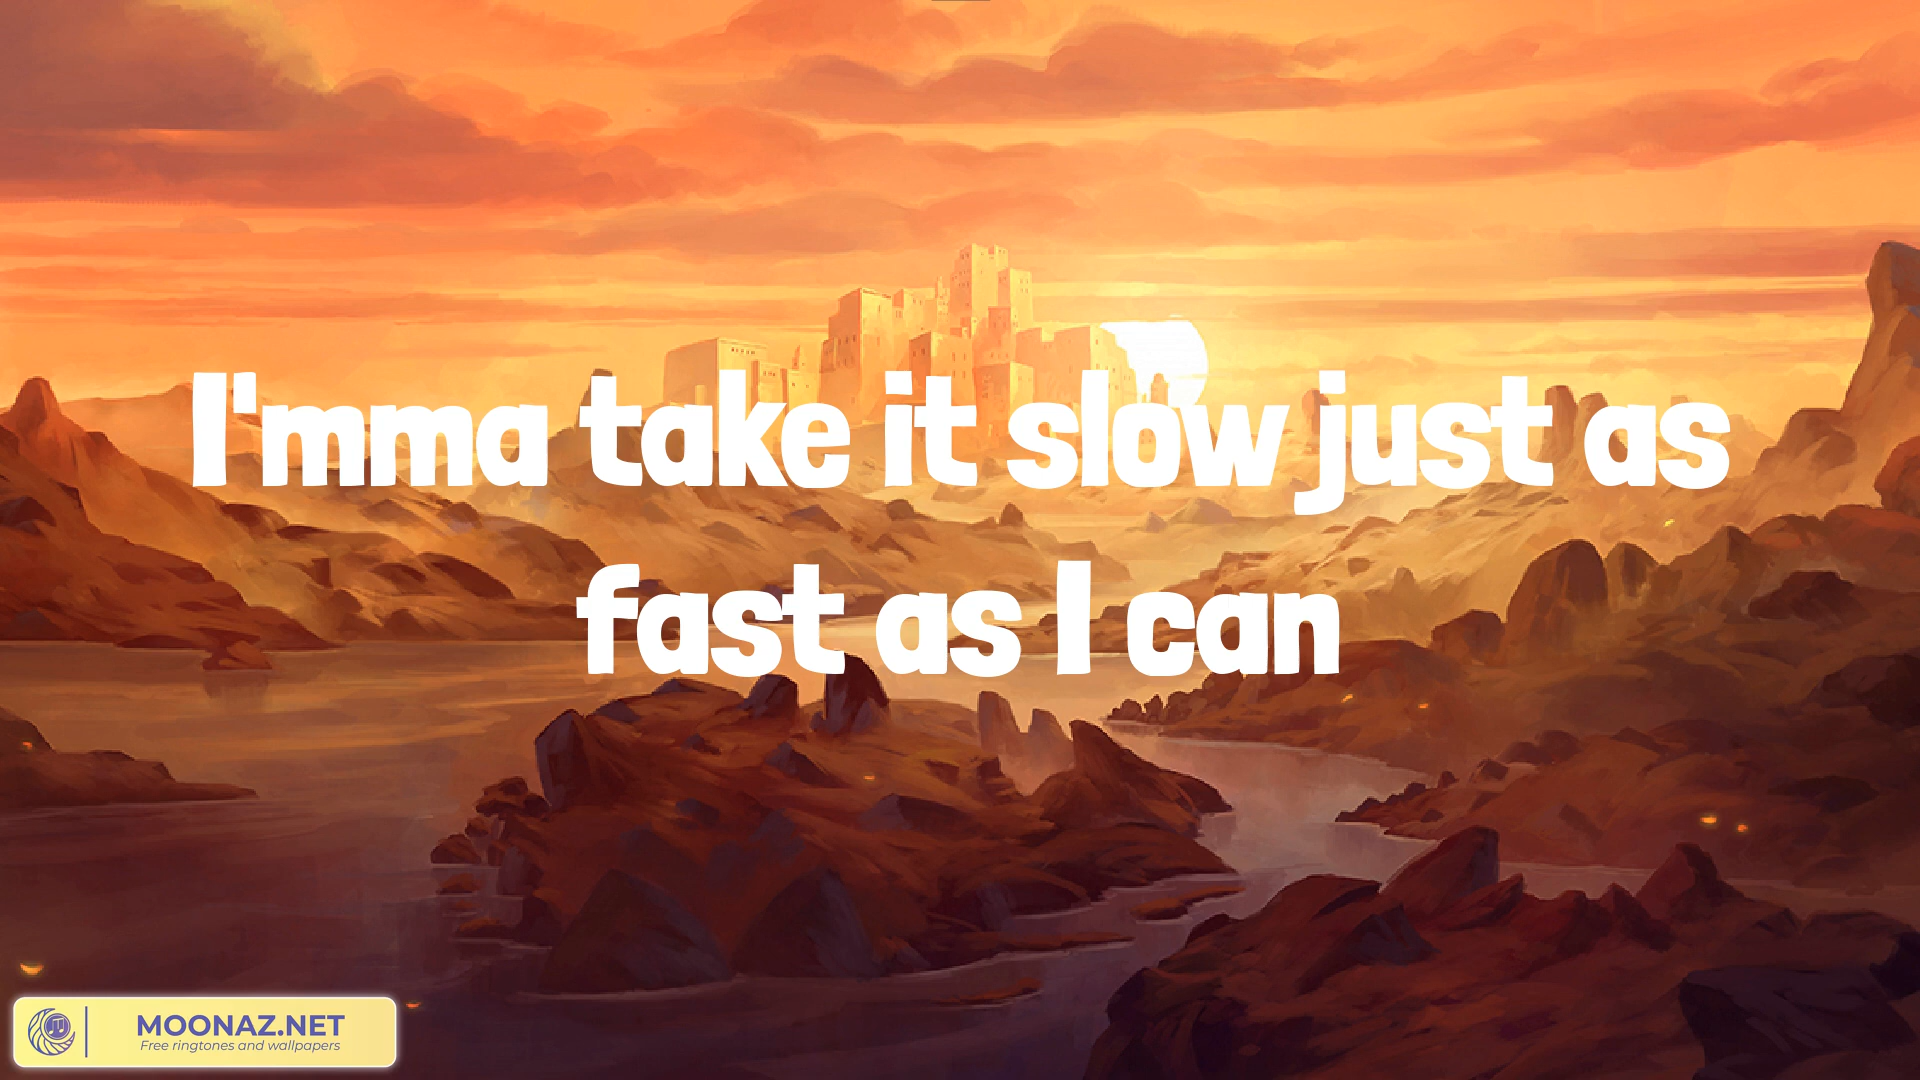 I'mma take it slow just as
fast as I can
MOONAZ.NET
Free ringtones and wallpapers